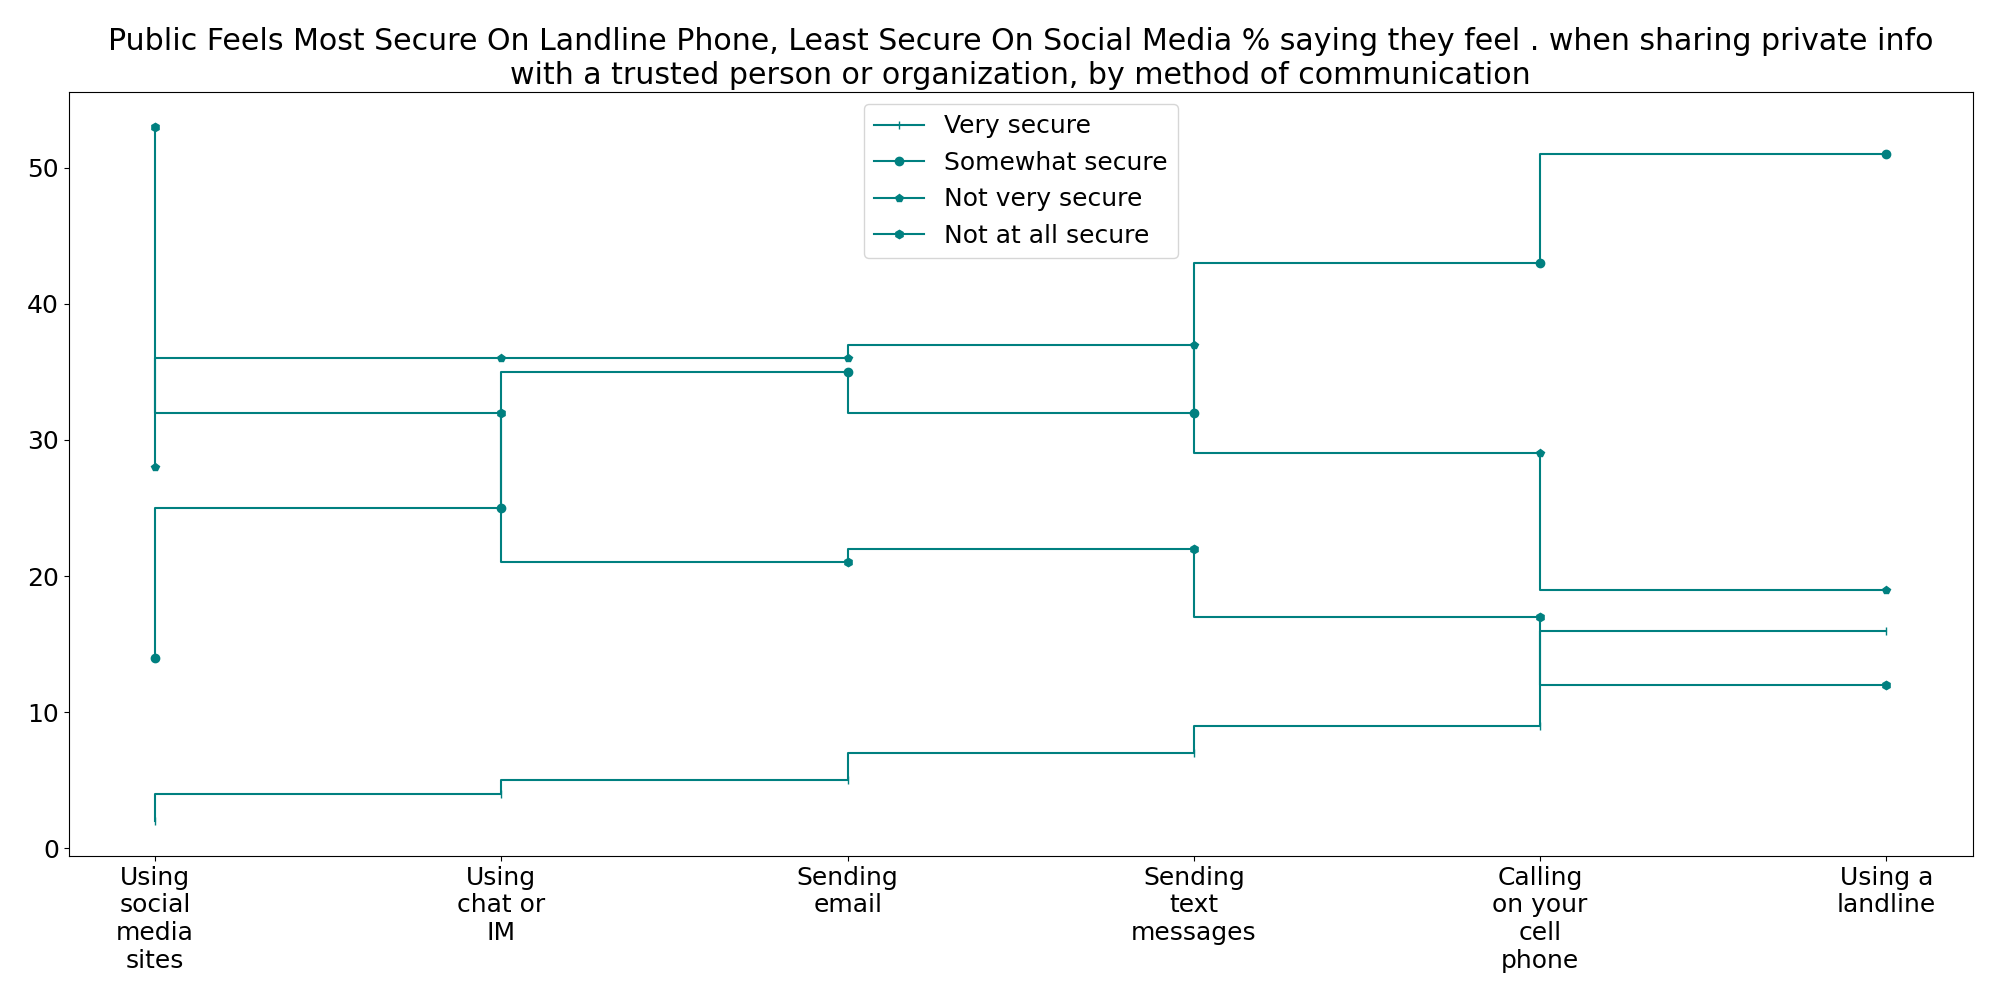 Public Feels Most Secure On Landline Phone, Least Secure On Social Media % saying they feel . when sharing private info
with a trusted person or organization, by method of communication
Very secure
Somewhat secure
Not very secure
Not at all secure
50
40
30
20
10
0
Using
social
media
sites
Using
chat or
IM
Sending
email
Sending
text
messages
Calling
on your
cell
phone
Using a
landline